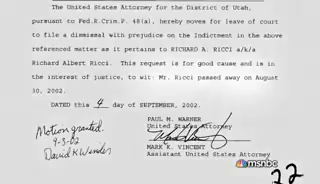 The United States Attorney for the District of Utah,
pursuant to Fed.R.Crim.P. 48(a), hereby moves for leave of court
to file a dismissal with prejudice on the Indictment in the above
referenced matter as it pertains to RICHARD A. RICCI a/k/a
Richard Albert Ricci. This request is for good cause and is in
the interest of justice, to wit: Mr. Ricci passed away on August
30, 2002.
DATED this 4 day of SEPTEMBER, 2002.
PAUL M. WARNER
United States Attorney
Motion granted.
9-3-02
David K Winder
MARK K. VINCENT
Assistant United States Attorney
msnbc
22